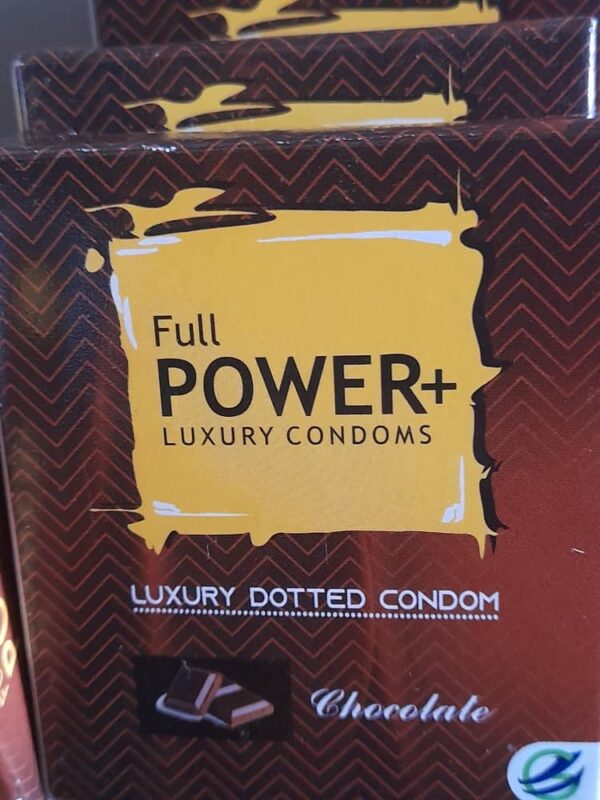 Full
POWER+
LUXURY CONDOMS
LUXURY DOTTED CONDOM
Chocolate